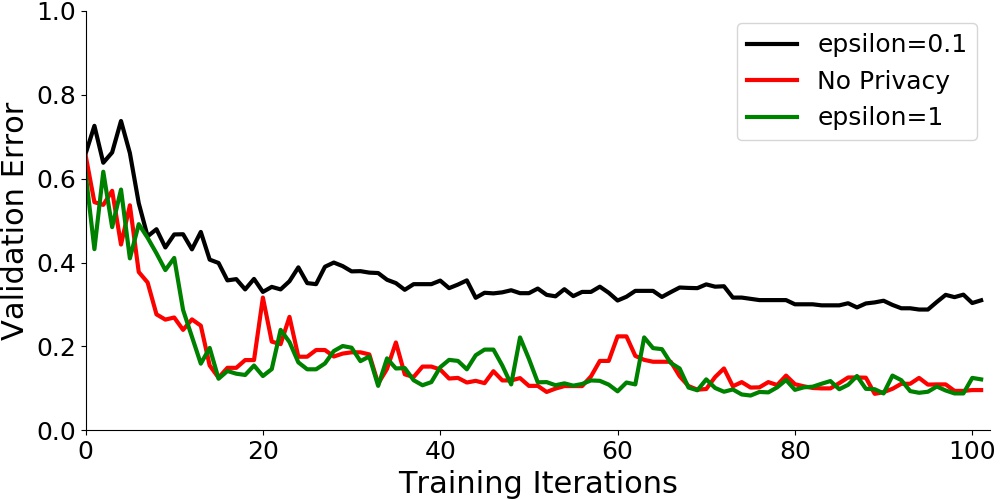 1.0
0.8
0.6
0.4
0.2
0.0
Validation Error
epsilon=0.1
No Privacy
epsilon=1
0 20 40 60 80 100
Training Iterations